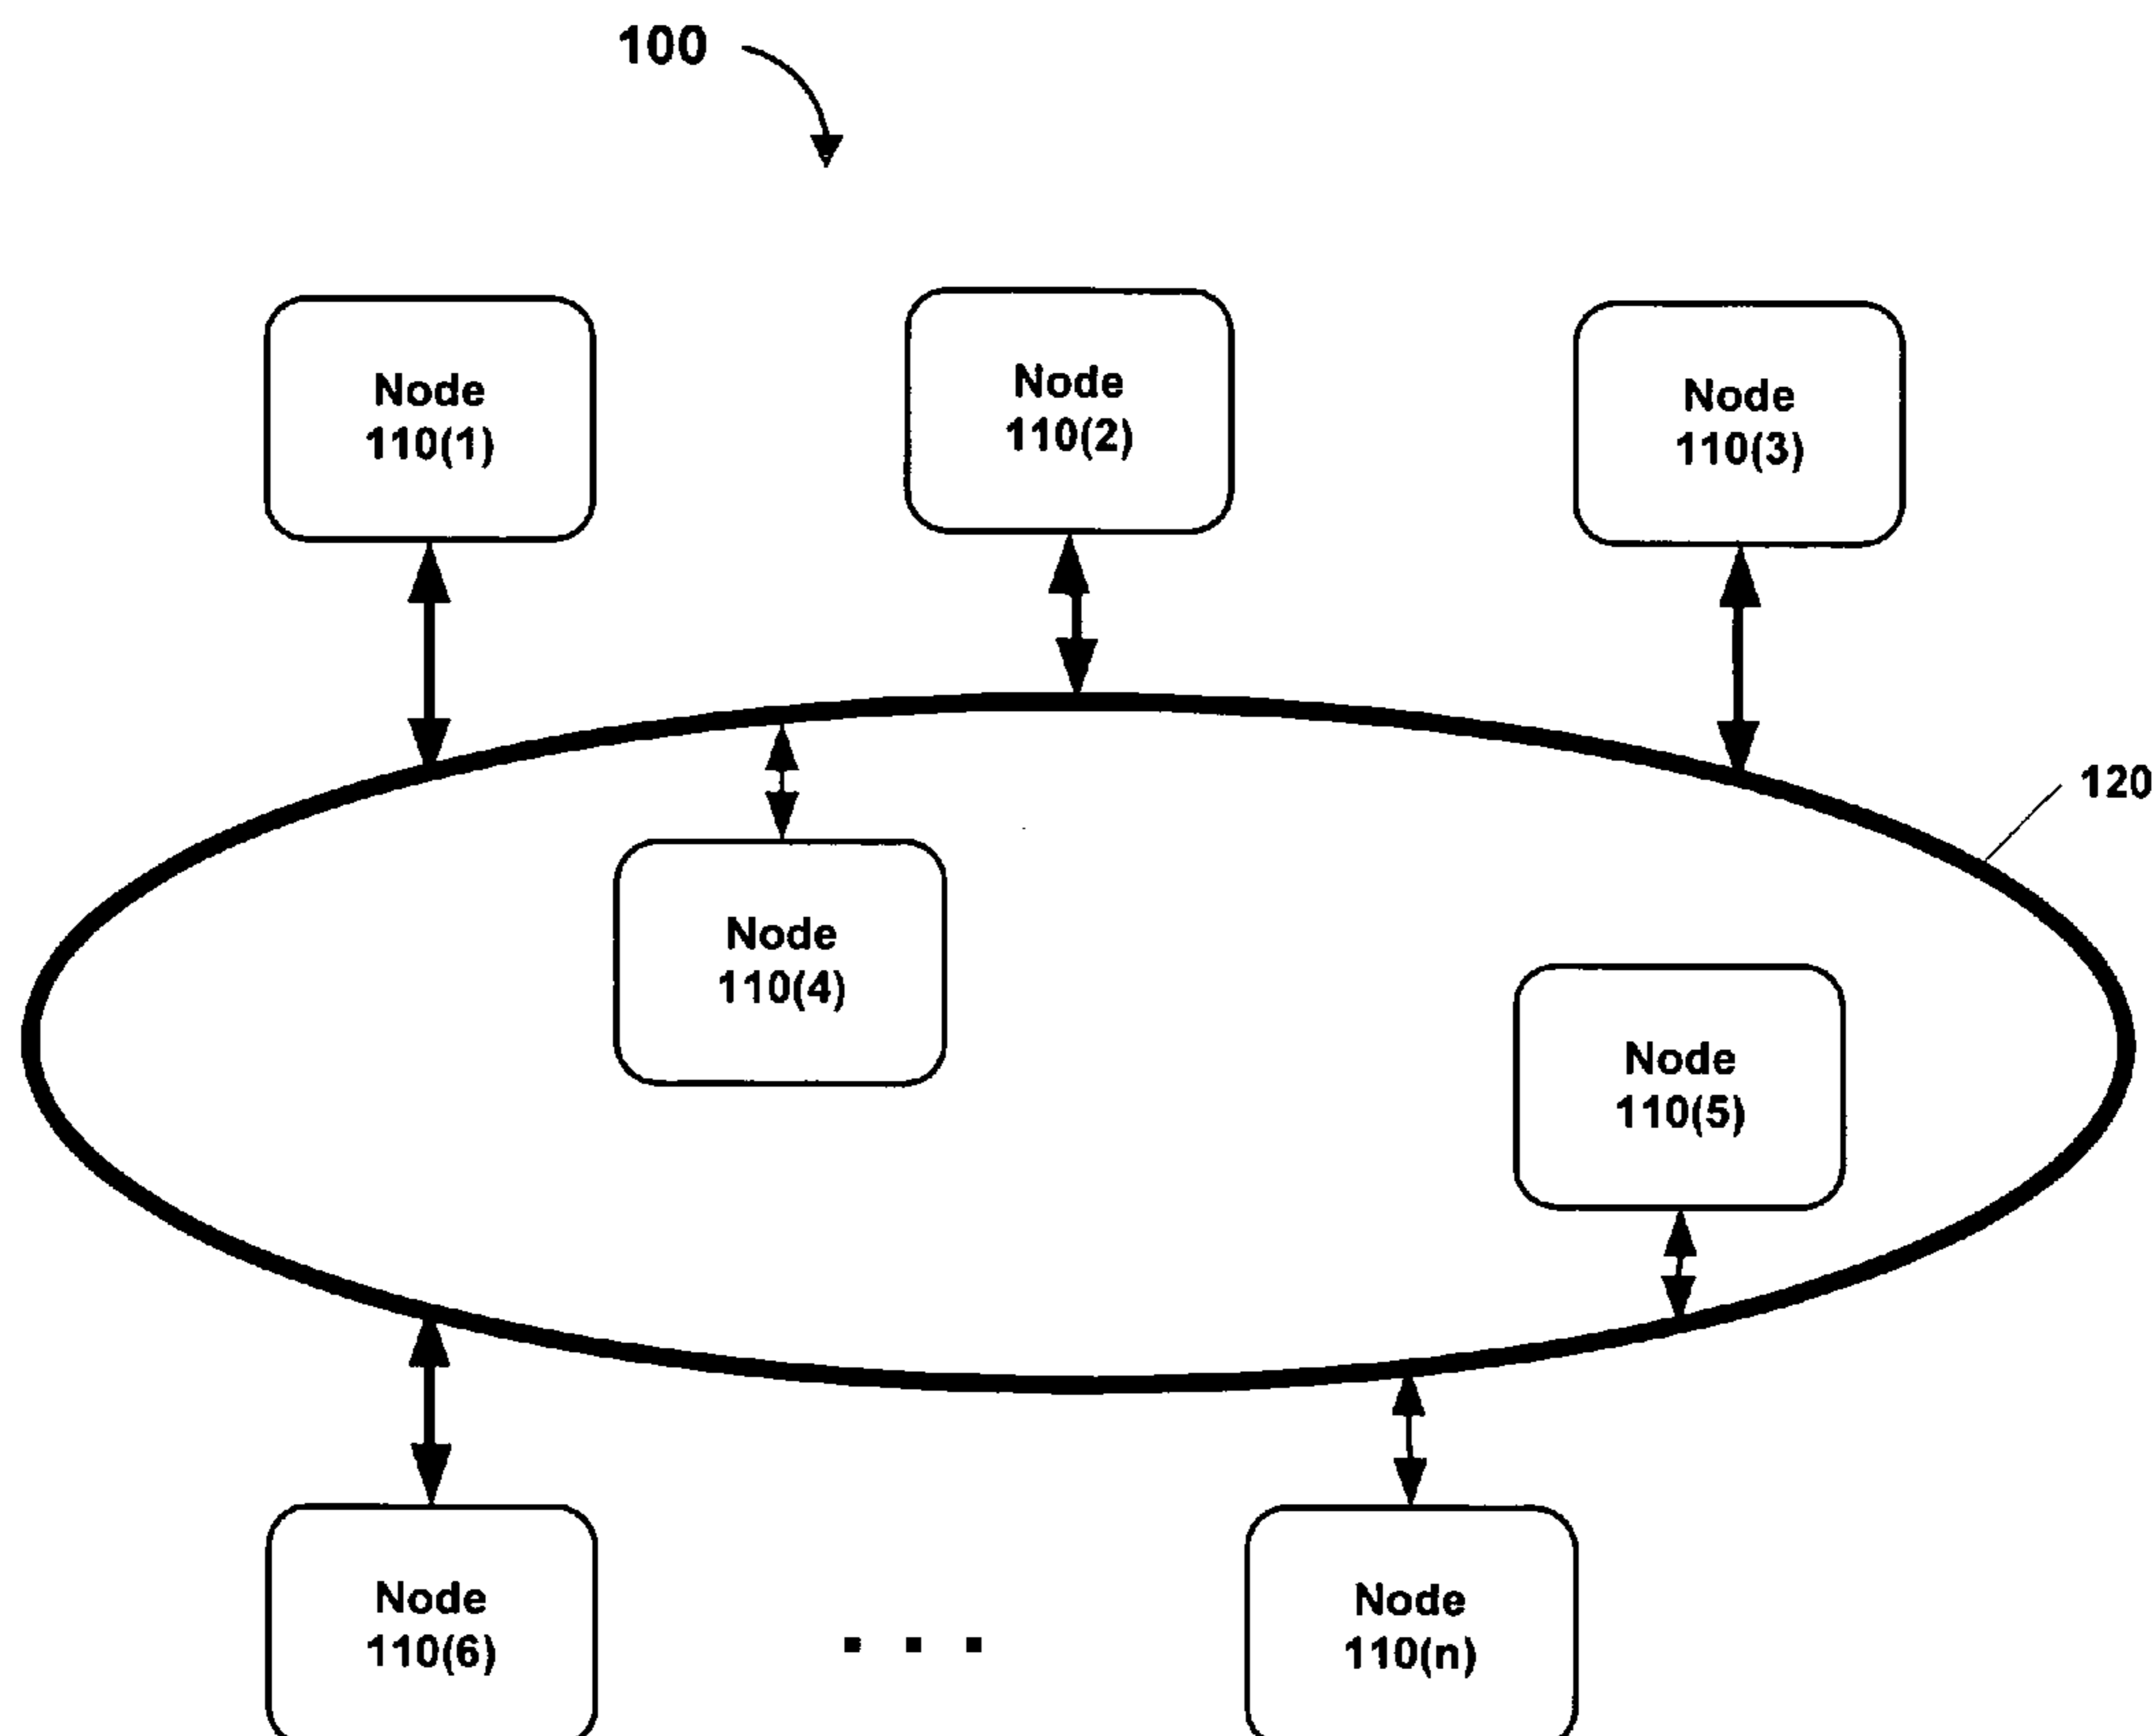 100
Node
110(1)
Node
110(2)
Node
110(3)
120
Node
110(4)
Node
110(5)
Node
110(6)
. . .
Node
110(n)